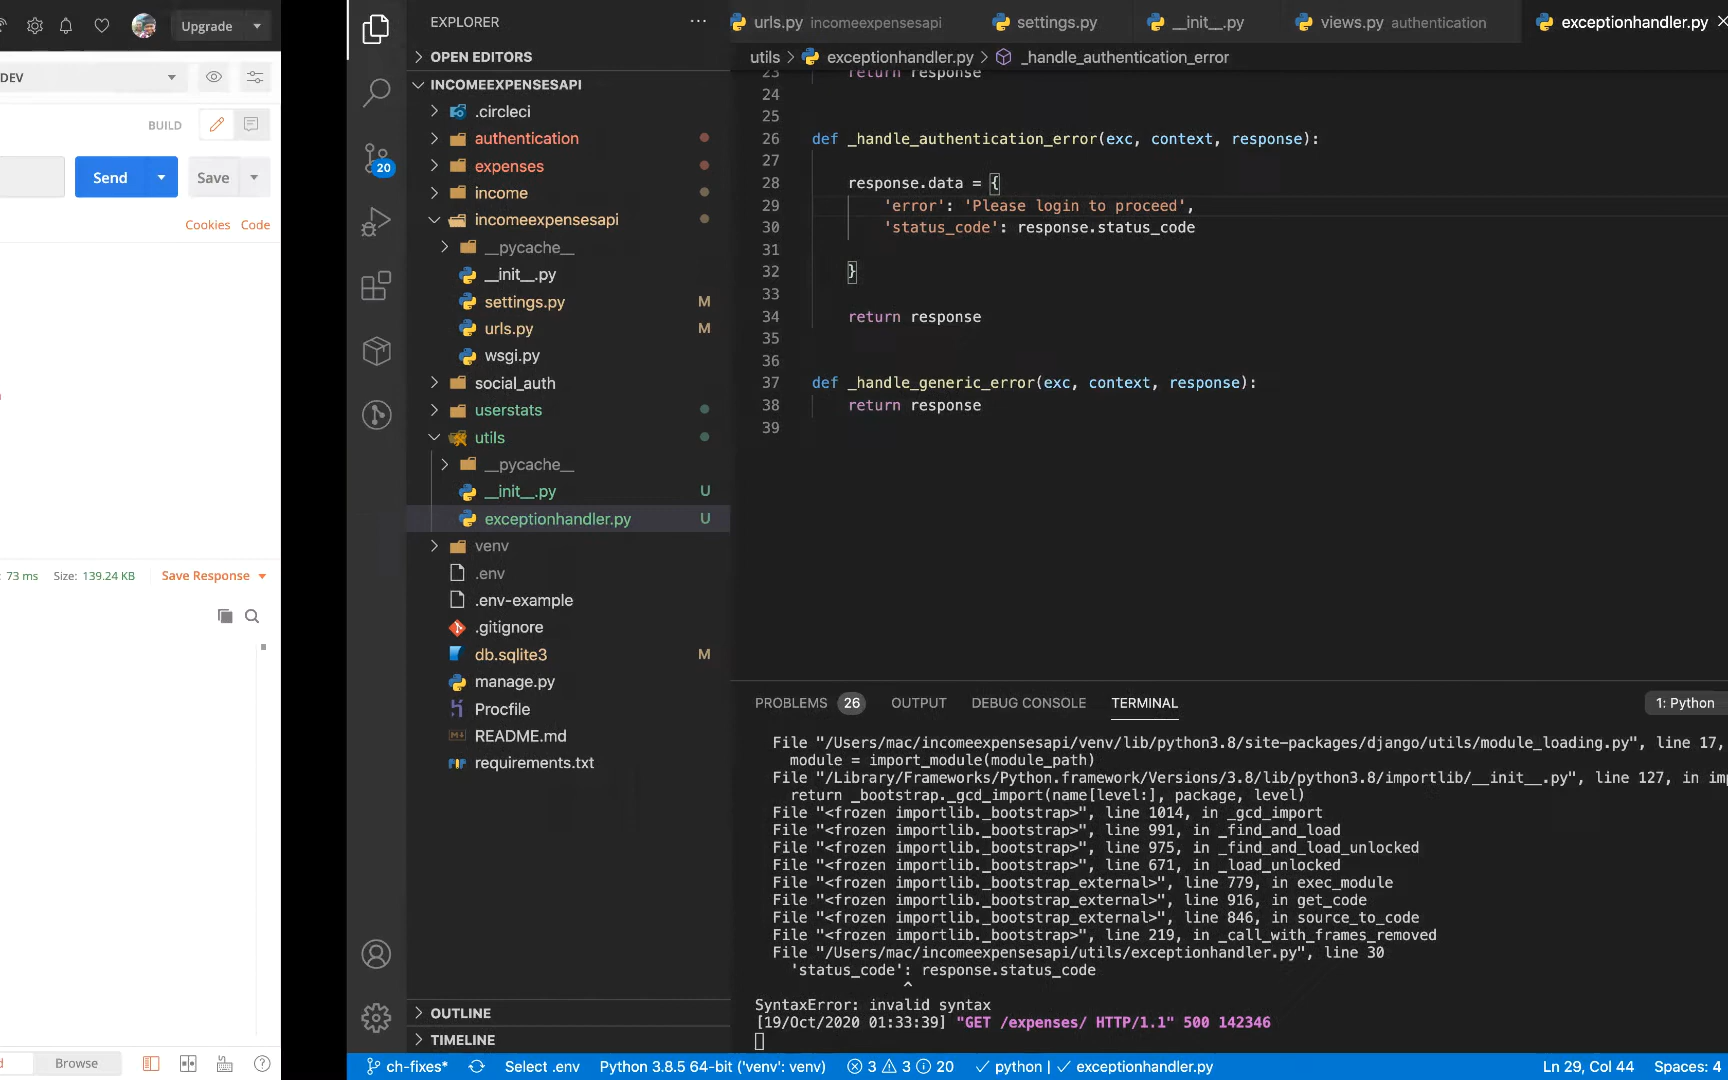 Upgrade
DEV
BUILD
Send
Save
Cookies Code
73 ms Size: 139.24 KB Save Response
Browse
EXPLORER ...
OPEN EDITORS
INCOMEEXPENSESAPI
.circleci
authentication
expenses
income
incomeexpensesapi
__pycache__
__init__.py
settings.py M
urls.py M
wsgi.py
social_auth
userstats
utils
__pycache__
__init__.py U
exceptionhandler.py U
venv
.env
.env-example
.gitignore
db.sqlite3 M
manage.py
Procfile
README.md
requirements.txt
OUTLINE
TIMELINE
20
urls.py incomeexpensesapi settings.py __init__.py views.py authentication exceptionhandler.py
utils > exceptionhandler.py > _handle_authentication_error
23 return response
24
25
26 def _handle_authentication_error(exc, context, response):
27
28 response.data = {
29 'error': 'Please login to proceed',
30 'status_code': response.status_code
31
32 }
33
34 return response
35
36
37 def _handle_generic_error(exc, context, response):
38 return response
39
PROBLEMS 26 OUTPUT DEBUG CONSOLE TERMINAL 1: Python
File "/Users/mac/incomeexpensesapi/venv/lib/python3.8/site-packages/django/utils/module_loading.py", line 17,
module = import_module(module_path)
File "/Library/Frameworks/Python.framework/Versions/3.8/lib/python3.8/importlib/__init__.py", line 127, in
return _bootstrap._gcd_import(name[level:], package, level)
File "<frozen importlib._bootstrap>", line 1014, in _gcd_import
File "<frozen importlib._bootstrap>", line 991, in _find_and_load
File "<frozen importlib._bootstrap>", line 975, in _find_and_load_unlocked
File "<frozen importlib._bootstrap>", line 671, in _load_unlocked
File "<frozen importlib._bootstrap_external>", line 779, in exec_module
File "<frozen importlib._bootstrap_external>", line 916, in get_code
File "<frozen importlib._bootstrap_external>", line 846, in source_to_code
File "<frozen importlib._bootstrap>", line 219, in _call_with_frames_removed
File "/Users/mac/incomeexpensesapi/utils/exceptionhandler.py", line 30
'status_code': response.status_code
^
SyntaxError: invalid syntax
[19/Oct/2020 01:33:39] "GET /expenses/ HTTP/1.1" 500 142346
ch-fixes* Select .env Python 3.8.5 64-bit ('venv': venv) 3 3 20 python | exceptionhandler.py Ln 29, Col 44 Spaces: 4